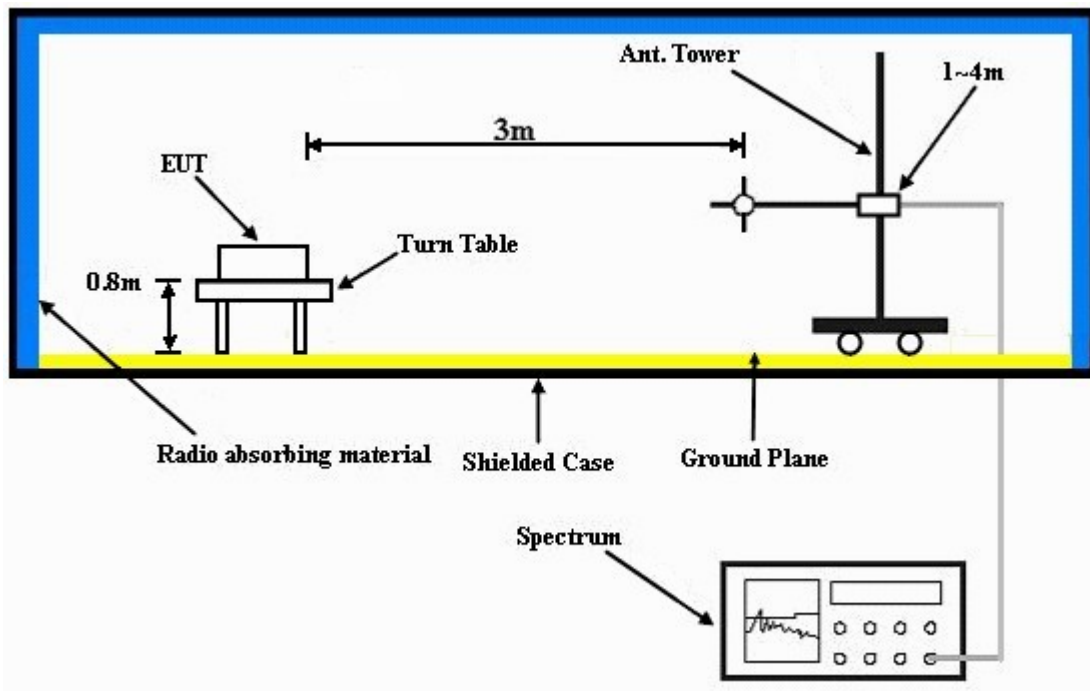 Ant. Tower
1~4m
3m
EUT
Turn Table
0.8m
Radio absorbing material
Shielded Case
Ground Plane
Spectrum